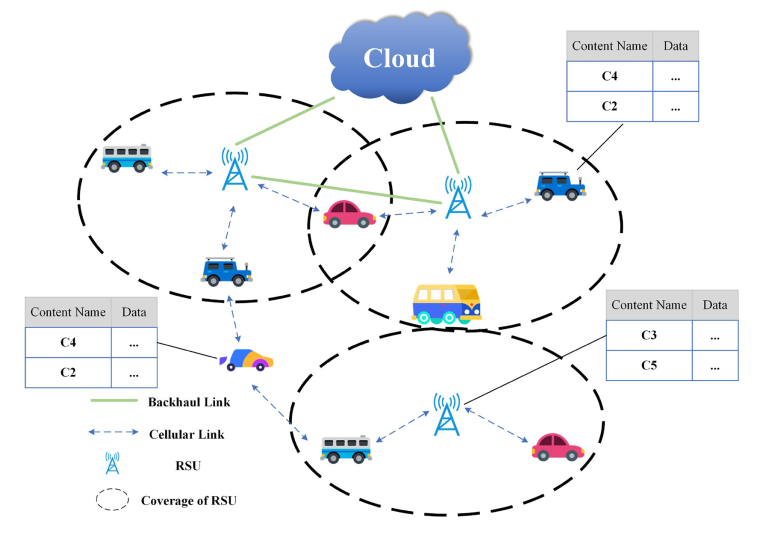 Cloud
Content Name Data
C4 ...
C2 ...
Content Name Data
C3 ...
C5 ...
Content Name Data
C4 ...
C2 ...
Backhaul Link
Cellular Link
RSU
Coverage of RSU